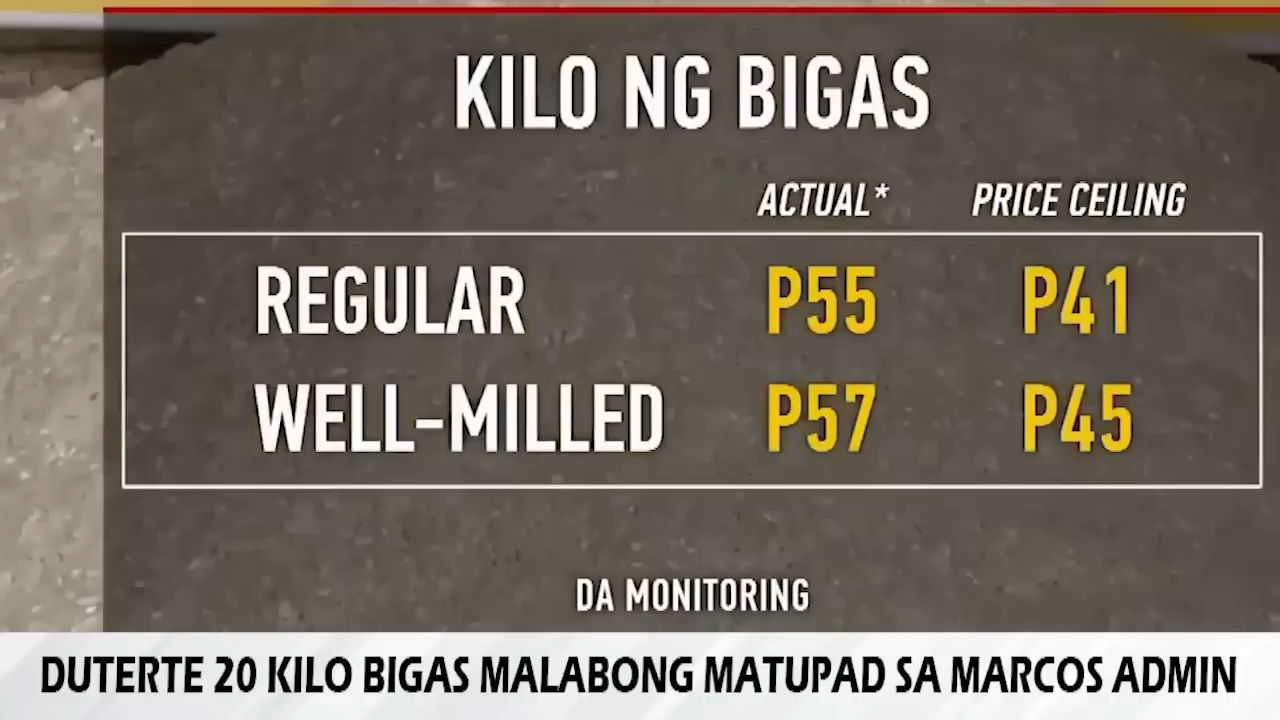 KILO NG BIGAS
ACTUAL* PRICE CEILING
REGULAR P55 P41
WELL-MILLED P57 P45
DA MONITORING
DUTERTE 20 KILO BIGAS MALABONG MATUPAD SA MARCOS ADMIN